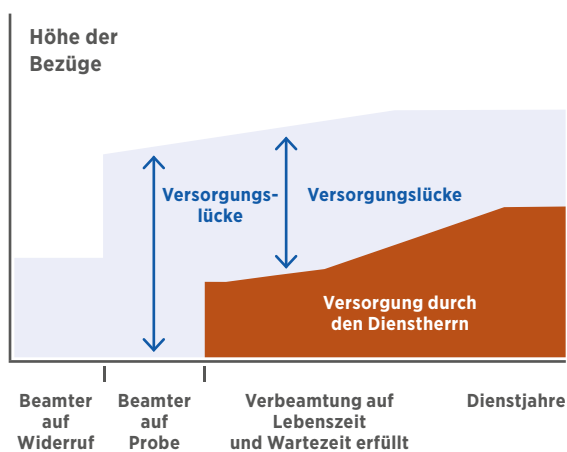 Höhe der
Bezüge
Versorgungs-
lücke
Versorgungslücke
Versorgung durch
den Dienstherrn
Beamter
auf
Widerruf
Beamter
auf
Probe
Verbeamtung auf
Lebenszeit
und Wartezeit erfüllt
Dienstjahre